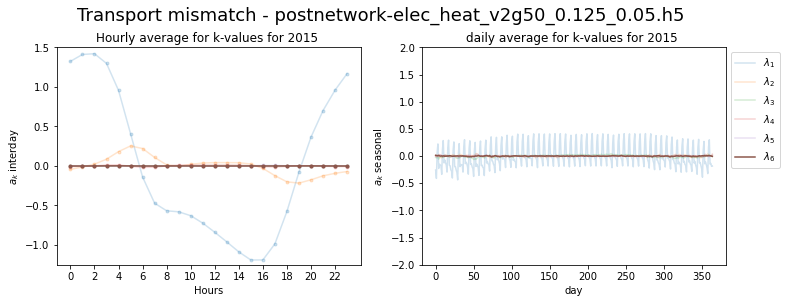 Transport mismatch - postnetwork-elec_heat_v2g50_0.125_0.05.h5
Hourly average for k-values for 2015
1.5
1.0
0.5
0.0
−0.5
−1.0
a_k interday
0 2 4 6 8 10 12 14 16 18 20 22
Hours
daily average for k-values for 2015
2.0
1.5
1.0
0.5
0.0
−0.5
−1.0
−1.5
−2.0
a_k seasonal
0 50 100 150 200 250 300 350
day
λ₁
λ₂
λ₃
λ₄
λ₅
λ₆